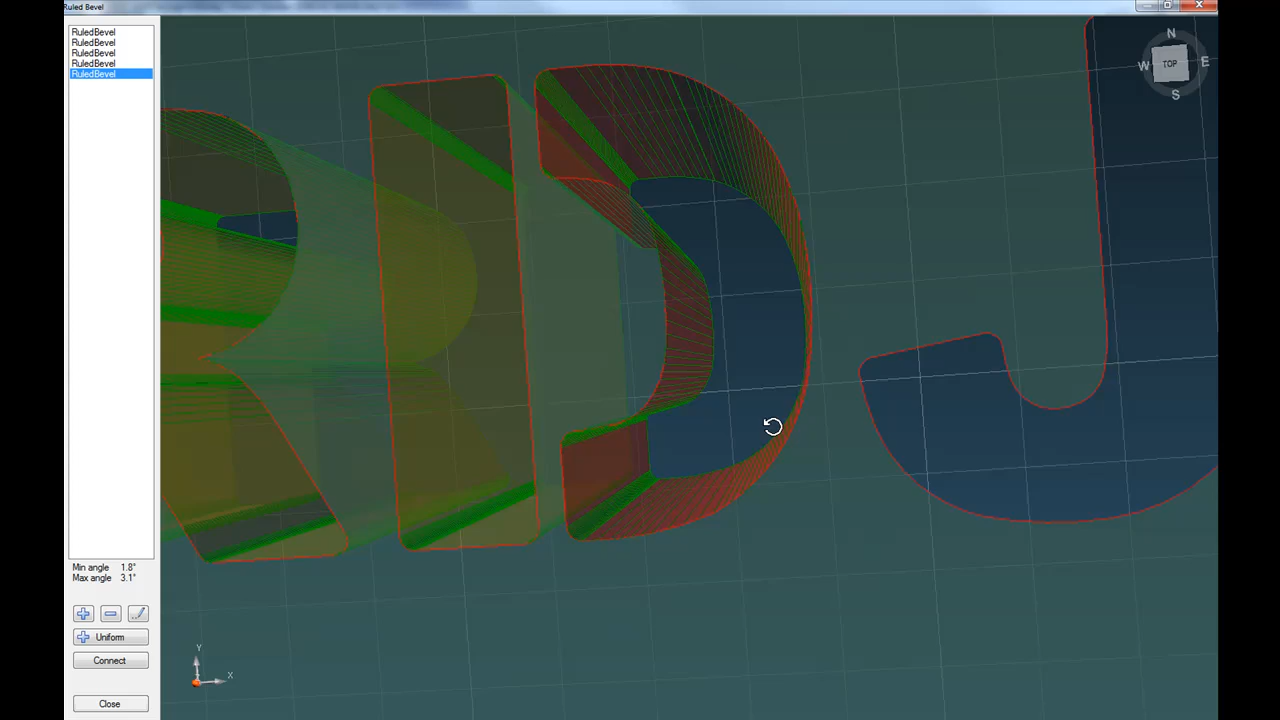 Ruled Bevel
RuledBevel
RuledBevel
RuledBevel
RuledBevel
RuledBevel
Min angle 1.8°
Max angle 3.1°
Uniform
Connect
Close
N
W TOP E
S
Y
X